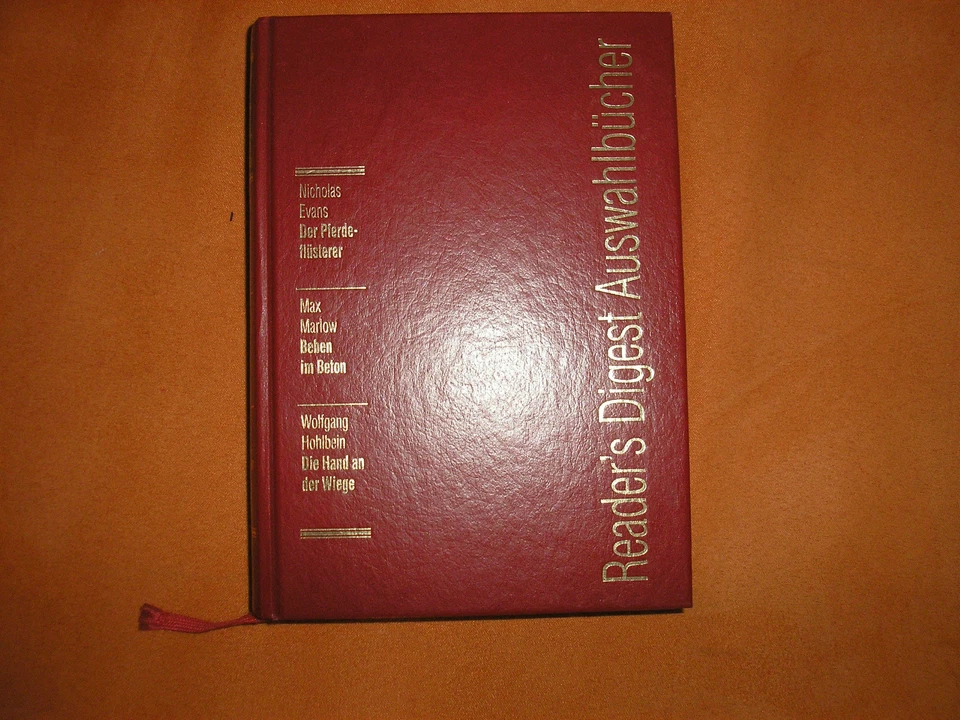 Nicholas
Evans
Der Pferde-
flüsterer
Max
Marlow
Beben
im Beton
Wolfgang
Hohlbein
Die Hand an
der Wiege
Reader's Digest Auswahlbücher